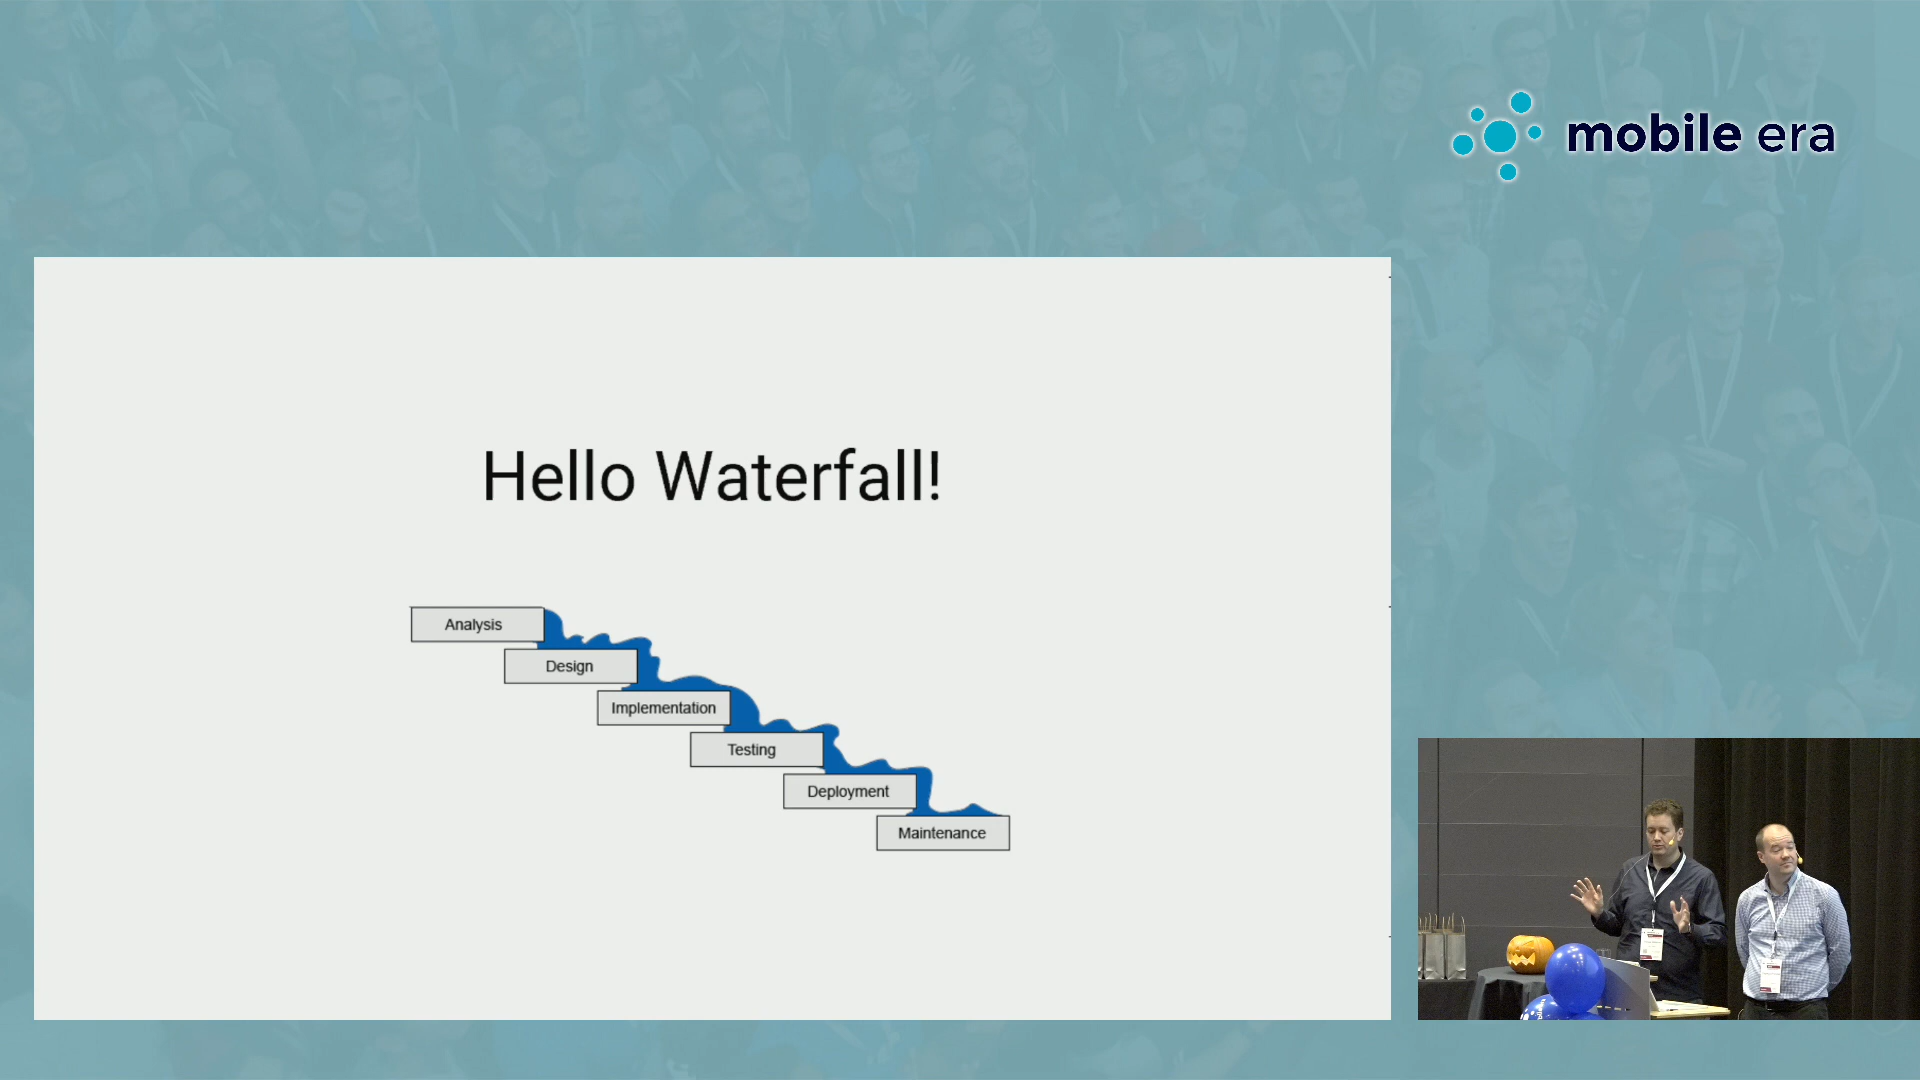 mobile era
Hello Waterfall!
Analysis
Design
Implementation
Testing
Deployment
Maintenance